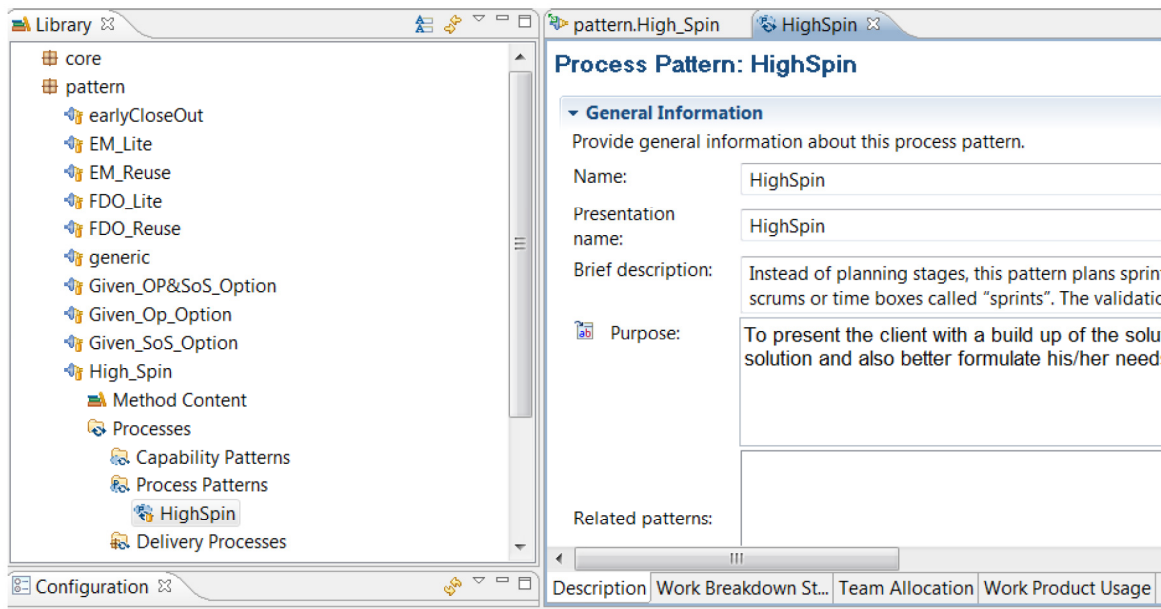 Library
core
pattern
earlyCloseOut
EM_Lite
EM_Reuse
FDO_Lite
FDO_Reuse
generic
Given_OP&SoS_Option
Given_Op_Option
Given_SoS_Option
High_Spin
Method Content
Processes
Capability Patterns
Process Patterns
HighSpin
Delivery Processes
Configuration
pattern.High_Spin HighSpin
Process Pattern: HighSpin
General Information
Provide general information about this process pattern.
Name: HighSpin
Presentation
name: HighSpin
Brief description: Instead of planning stages, this pattern plans sprin
scrums or time boxes called “sprints”. The validatio
Purpose: To present the client with a build up of the solu
solution and also better formulate his/her need
Related patterns:
Description Work Breakdown St... Team Allocation Work Product Usage